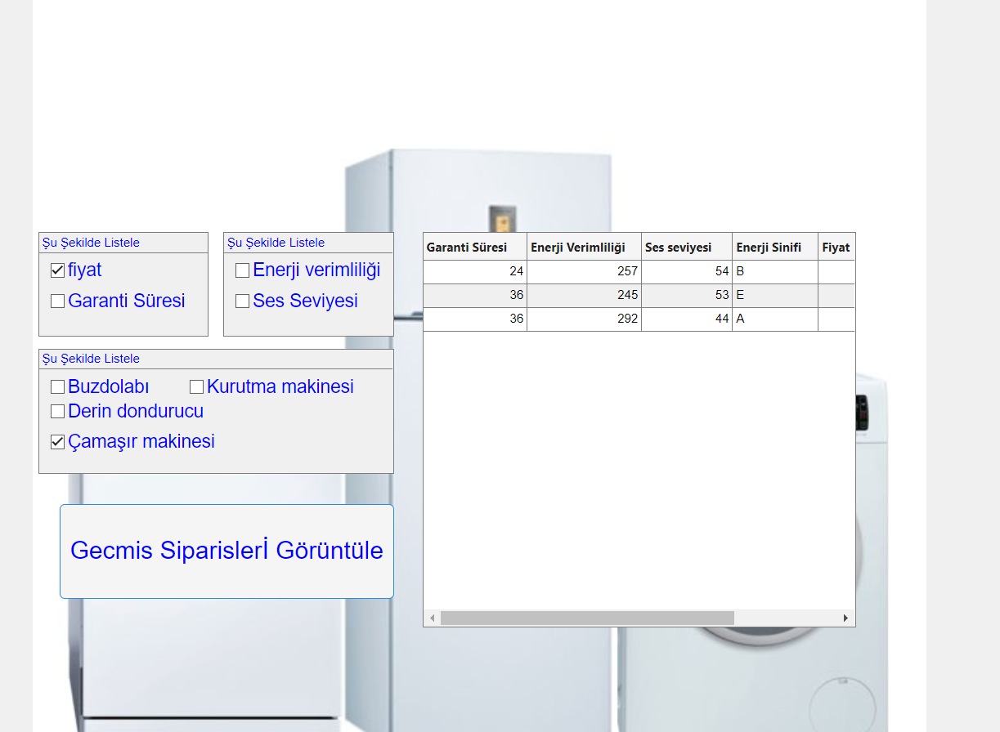 Şu Şekilde Listele
fiyat
Garanti Süresi
Şu Şekilde Listele
Enerji verimliliği
Ses Seviyesi
Şu Şekilde Listele
Buzdolabı Kurutma makinesi
Derin dondurucu
Çamaşır makinesi
Gecmis Siparislerİ Görüntüle
Garanti Süresi Enerji Verimliliği Ses seviyesi Enerji Sinifi Fiyat
24 257 54 B
36 245 53 E
36 292 44 A